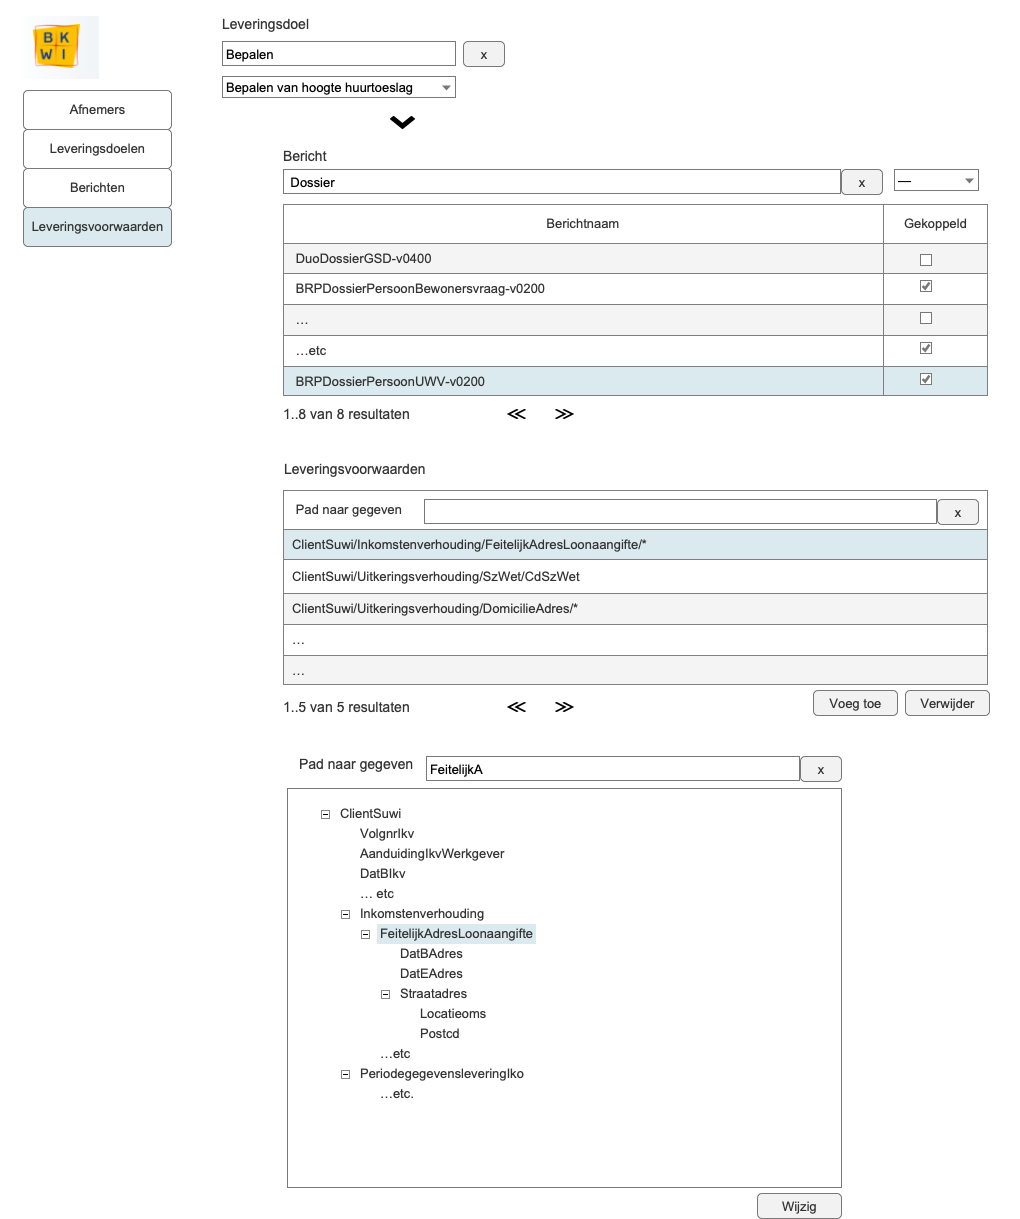 BK
WI
Afnemers
Leveringsdoelen
Berichten
Leveringsvoorwaarden
Leveringsdoel
Bepalen x
Bepalen van hoogte huurtoeslag
Bericht
Dossier x —
Berichtnaam Gekoppeld
DuoDossierGSD-v0400
BRPDossierPersoonBewonersvraag-v0200
...
...etc
BRPDossierPersoonUWV-v0200
1..8 van 8 resultaten ≪ ≫
Leveringsvoorwaarden
Pad naar gegeven x
ClientSuwi/Inkomstenverhouding/FeitelijkAdresLoonaangifte/*
ClientSuwi/Uitkeringsverhouding/SzWet/CdSzWet
ClientSuwi/Uitkeringsverhouding/DomicilieAdres/*
...
...
1..5 van 5 resultaten ≪ ≫ Voeg toe Verwijder
Pad naar gegeven FeitelijkA x
ClientSuwi
VolgnrIkv
AanduidingIkvWerkgever
DatBIkv
... etc
Inkomstenverhouding
FeitelijkAdresLoonaangifte
DatBAdres
DatEAdres
Straatadres
Locatieoms
Postcd
...etc
PeriodegegevensleveringIko
...etc.
Wijzig